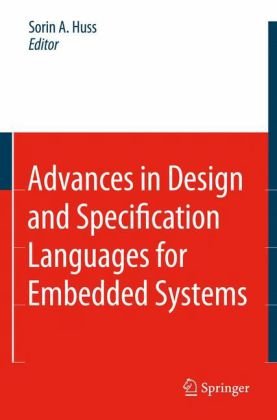 Sorin A. Huss
Editor
Advances in Design
and Specification
Languages for
Embedded Systems
Springer